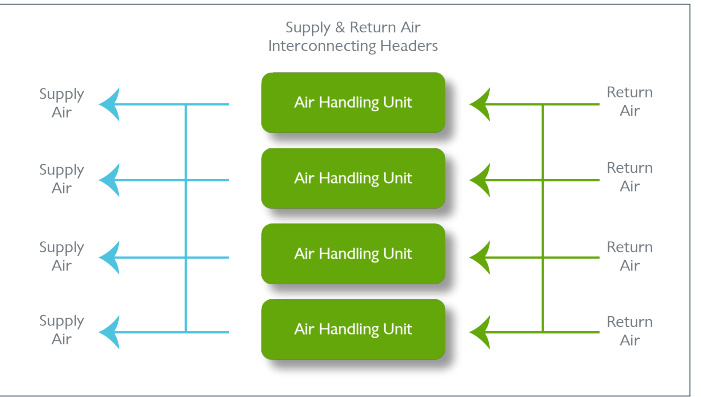 Supply & Return Air
Interconnecting Headers
Supply
Air
Air Handling Unit
Return
Air
Supply
Air
Air Handling Unit
Return
Air
Supply
Air
Air Handling Unit
Return
Air
Supply
Air
Air Handling Unit
Return
Air